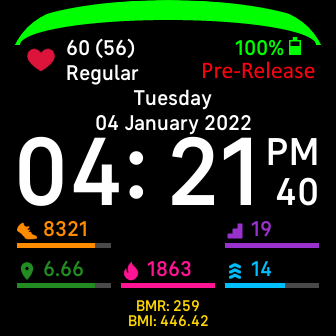 60 (56) 100%
Regular Pre-Release
Tuesday
04 January 2022
04:21 PM 40
8321 19
6.66 1863 14
BMR: 259
BMI: 446.42